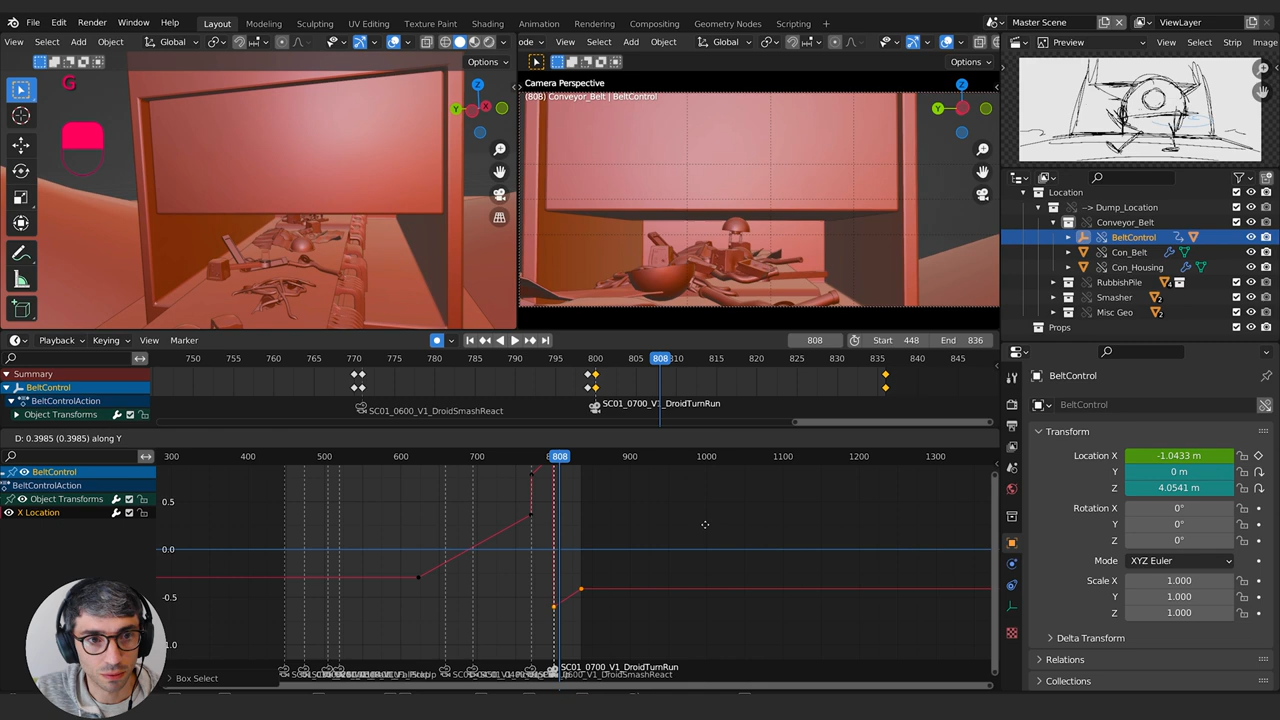 File Edit Render Window Help Layout Modeling Sculpting UV Editing Texture Paint Shading Animation Rendering Compositing Geometry Nodes Scripting + Master Scene ViewLayer
View Select Add Object Global ode View Select Add Object Global Preview View Select Strip Image
Options Options
G
Camera Perspective
(808) Conveyor_Belt | BeltControl
Z
Y
X
Z
Y
Location
--> Dump_Location
Conveyor_Belt
BeltControl
Con_Belt
Con_Housing
RubbishPile
Smasher
Misc Geo
Props
Playback Keying View Marker 808 Start 448 End 836
750 755 760 765 770 775 780 785 790 795 800 805 808 810 815 820 825 830 835 840 845
Summary
BeltControl
BeltControlAction
Object Transforms
SC01_0600_V1_DroidSmashReact
SC01_0700_V1_DroidTurnRun
D: 0.3985 (0.3985) along Y
300 500 600 700 808 900 1000 1100 1200 1300
BeltControl
BeltControlAction
Object Transforms
X Location
0.5
0.0
-0.5
1.0
SC01_0700_V1_DroidTurnRun
0600_V1_DroidSmashReact
Box Select
BeltControl
BeltControl
Transform
Location X -1.0433 m
Y 0 m
Z 4.0541 m
Rotation X 0°
Y 0°
Z 0°
Mode XYZ Euler
Scale X 1.000
Y 1.000
Z 1.000
Delta Transform
Relations
Collections